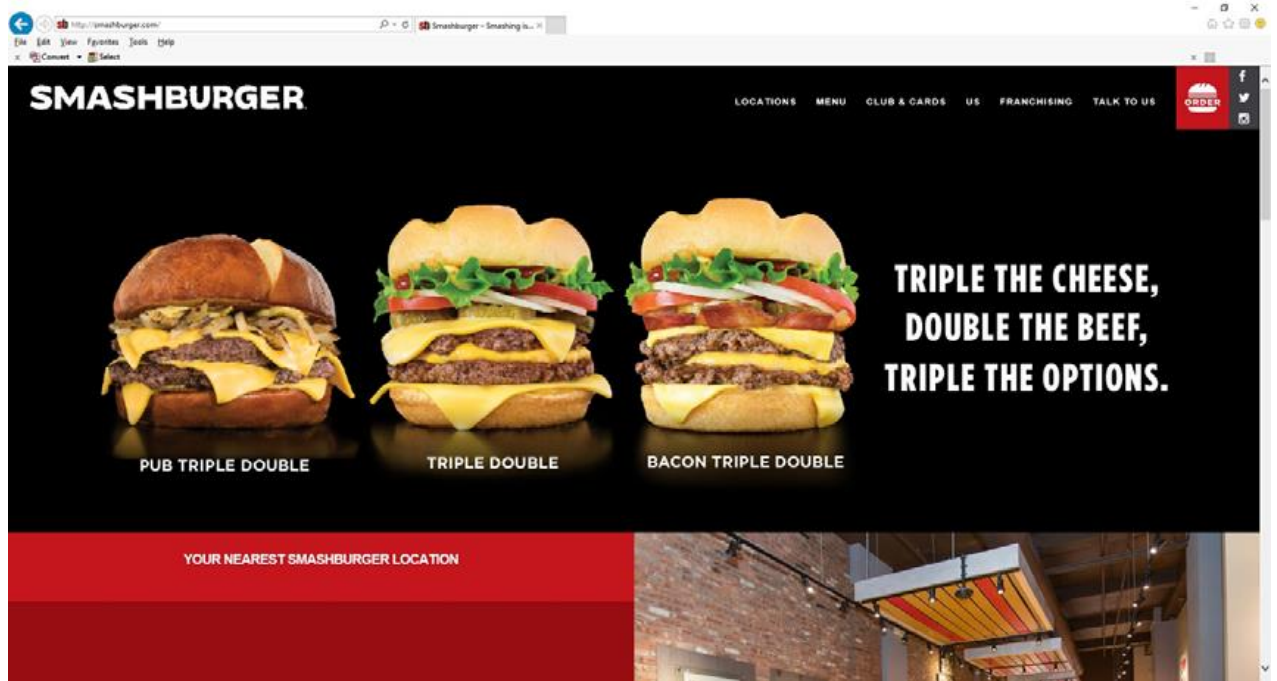 http://smashburger.com/
Smashburger - Smashing is...
File Edit View Favorites Tools Help
x Convert Select
SMASHBURGER
LOCATIONS MENU CLUB & CARDS US FRANCHISING TALK TO US
ORDER
TRIPLE THE CHEESE,
DOUBLE THE BEEF,
TRIPLE THE OPTIONS.
PUB TRIPLE DOUBLE
TRIPLE DOUBLE
BACON TRIPLE DOUBLE
YOUR NEAREST SMASHBURGER LOCATION